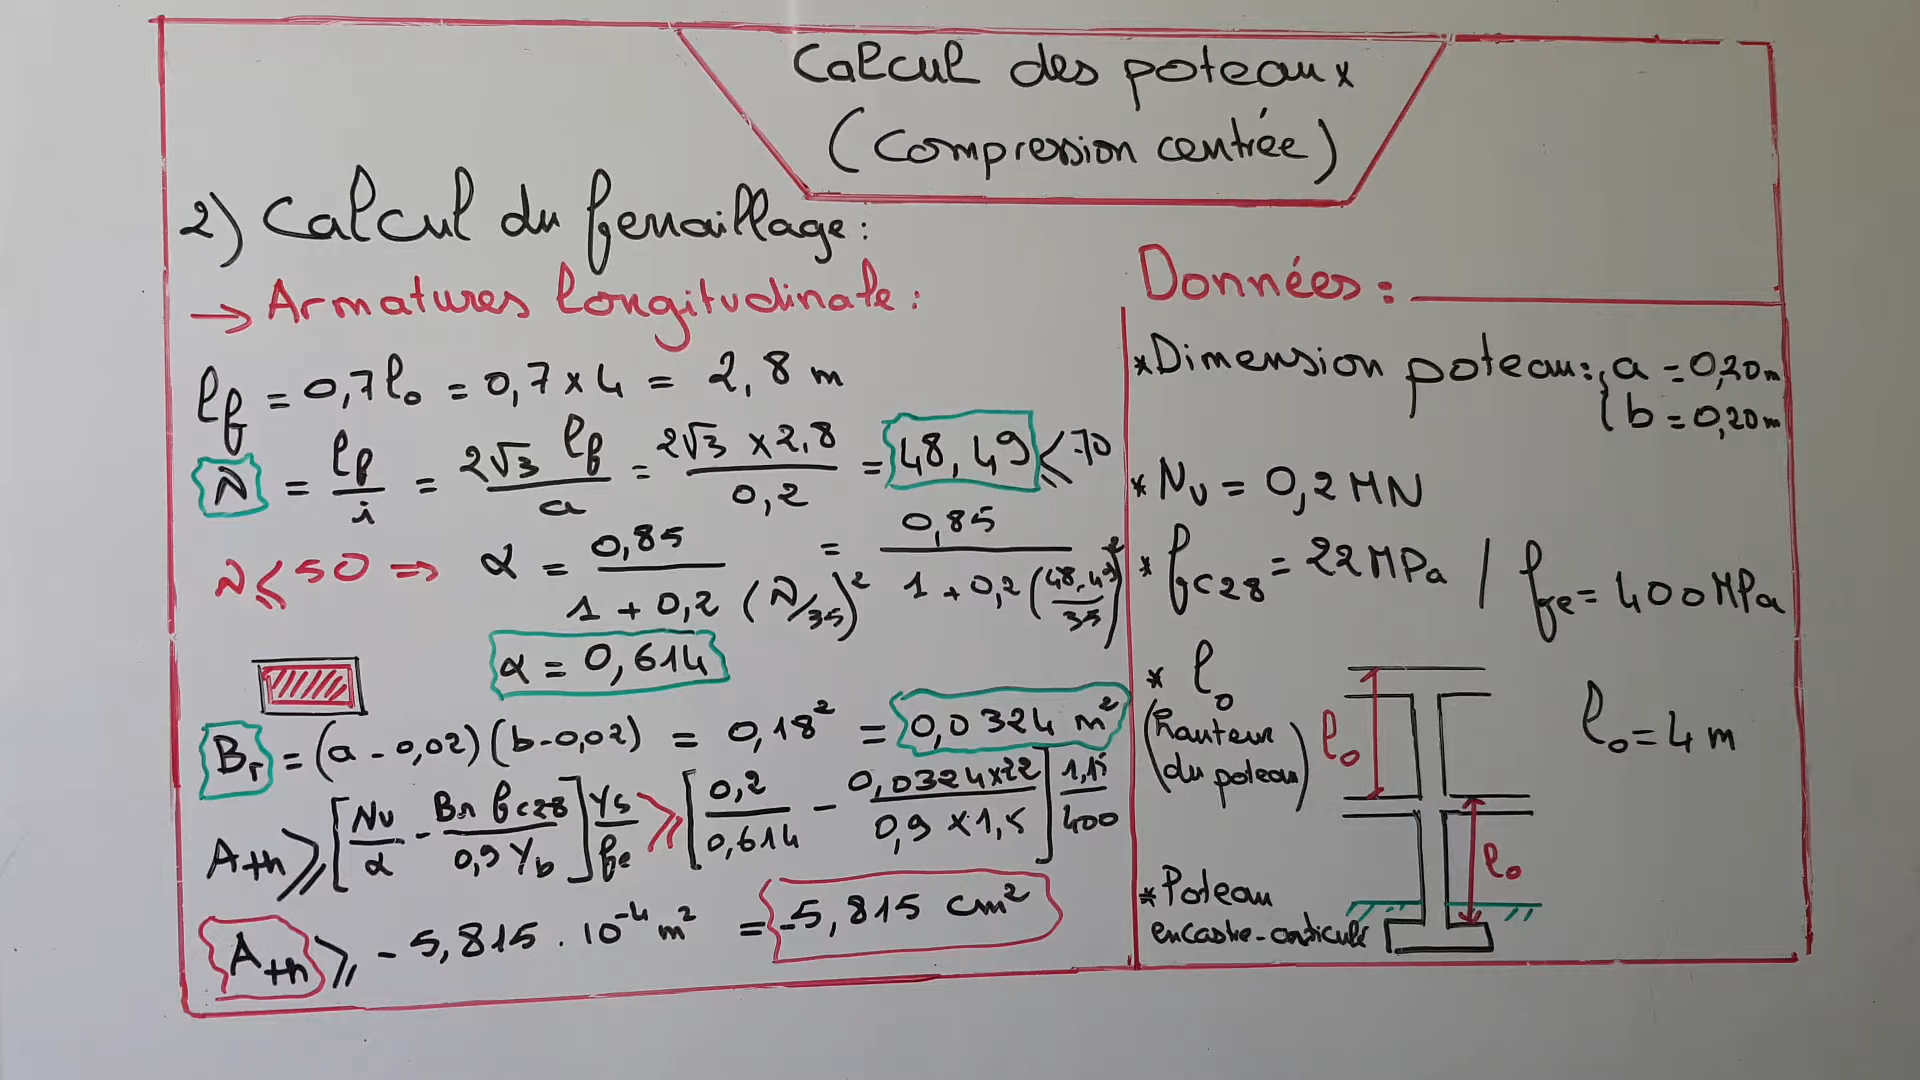 Calcul des poteaux
(Compression centrée)
2) Calcul du ferraillage :
→ Armatures longitudinale :
lf = 0,7 l₀ = 0,7 × 4 = 2,8 m
λ = lf/i = 2√3 lf / a = 2√3 × 2,8 / 0,2 = 48,49 ⩽ 70
λ ⩽ 50 ⇒ α = 0,85 / 1 + 0,2 (λ/35)² = 0,85 / 1 + 0,2 (48,49/35)²
α = 0,614
Br = (a - 0,02)(b - 0,02) = 0,18² = 0,0324 m²
Ath ⩾ [Nu/α - Br fc28 / 0,9 γb] γs/fe ⩾ [0,2/0,614 - 0,0324×22 / 0,9 × 1,5] 1,15/400
Ath ⩾ - 5,815 . 10⁻⁴ m² = -5,815 cm²
Données :
* Dimension poteau : { a = 0,20 m
b = 0,20 m
* Nu = 0,2 MN
* fc28 = 22 MPa / fe = 400 MPa
* l₀
(hauteur
du poteau)
l₀
l₀ = 4 m
l₀
* Poteau
encastre-articulé